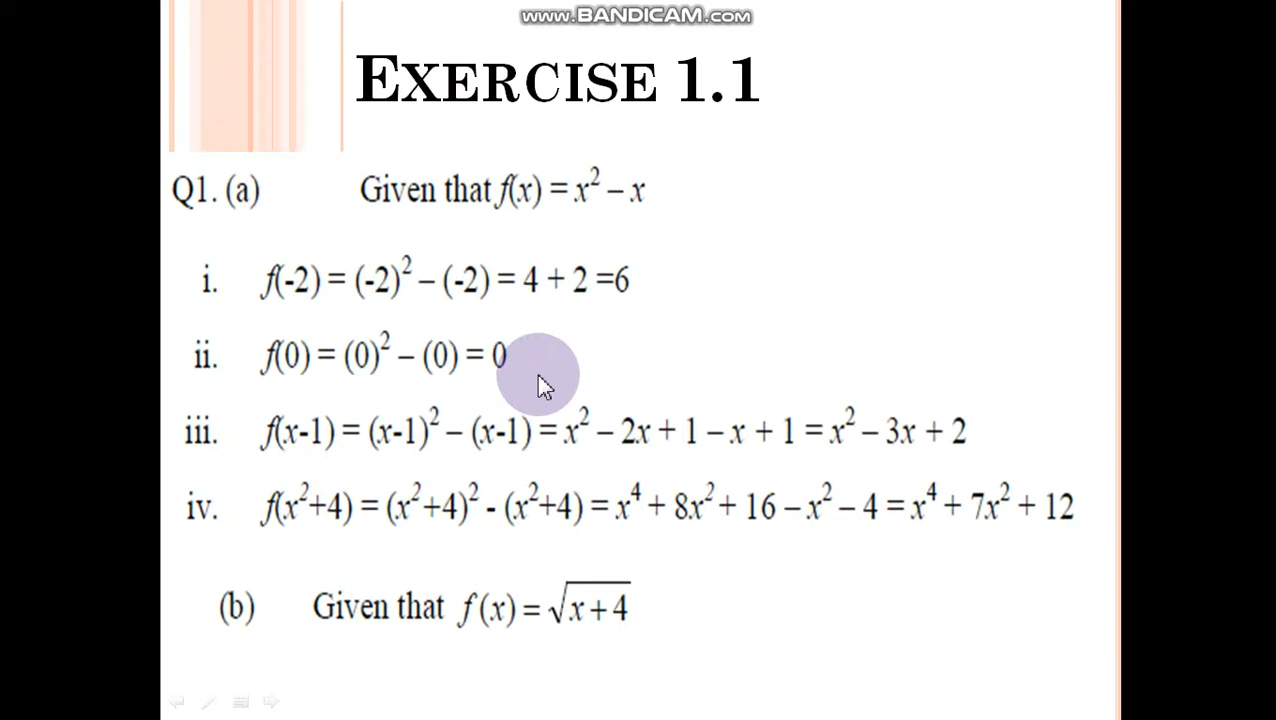 www.BANDICAM.com
EXERCISE 1.1
Q1. (a) Given that f(x) = x² – x
i. f(-2) = (-2)² – (-2) = 4 + 2 =6
ii. f(0) = (0)² – (0) = 0
iii. f(x-1) = (x-1)² – (x-1) = x² – 2x + 1 – x + 1 = x² – 3x + 2
iv. f(x²+4) = (x²+4)² - (x²+4) = x⁴ + 8x² + 16 – x² – 4 = x⁴ + 7x² + 12
(b) Given that f (x) = √(x+4)